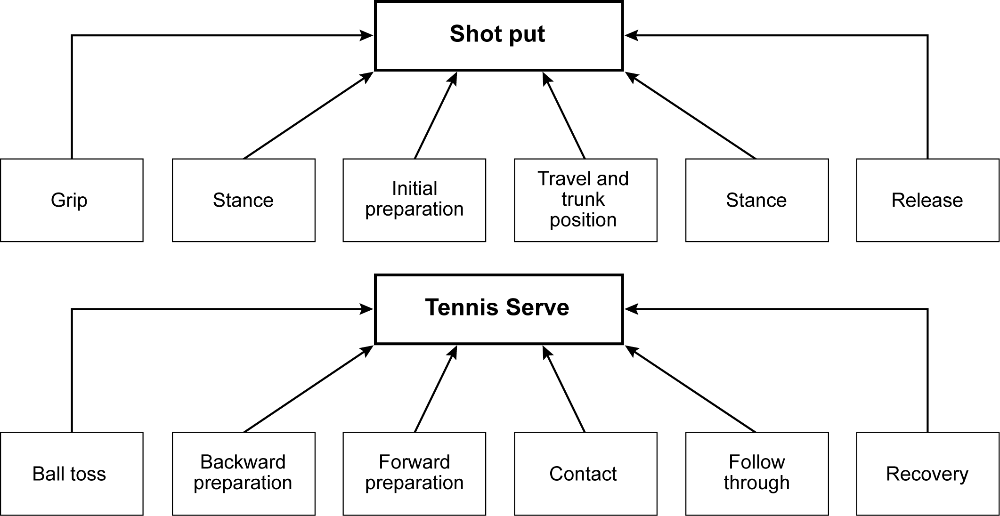 Shot put
Grip
Stance
Initial
preparation
Travel and
trunk
position
Stance
Release
Tennis Serve
Ball toss
Backward
preparation
Forward
preparation
Contact
Follow
through
Recovery